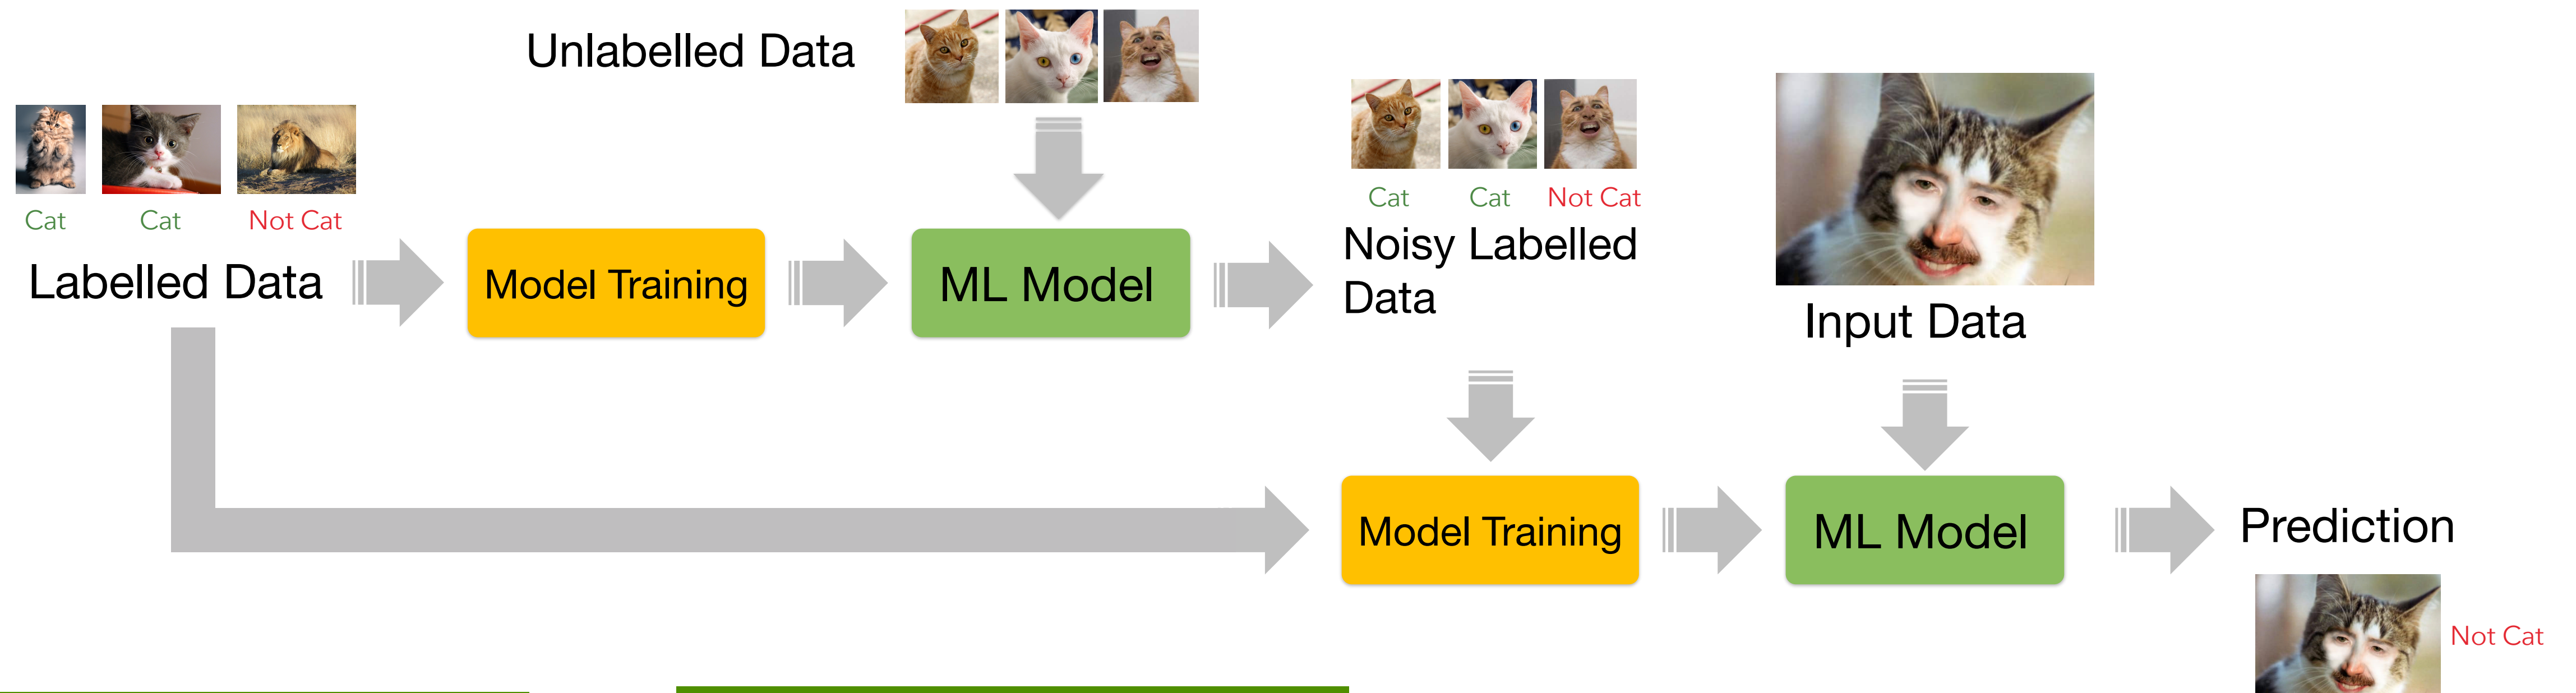 Unlabelled Data
Cat
Cat
Not Cat
Labelled Data
Model Training
ML Model
Cat
Cat
Not Cat
Noisy Labelled
Data
Input Data
Model Training
ML Model
Prediction
Not Cat